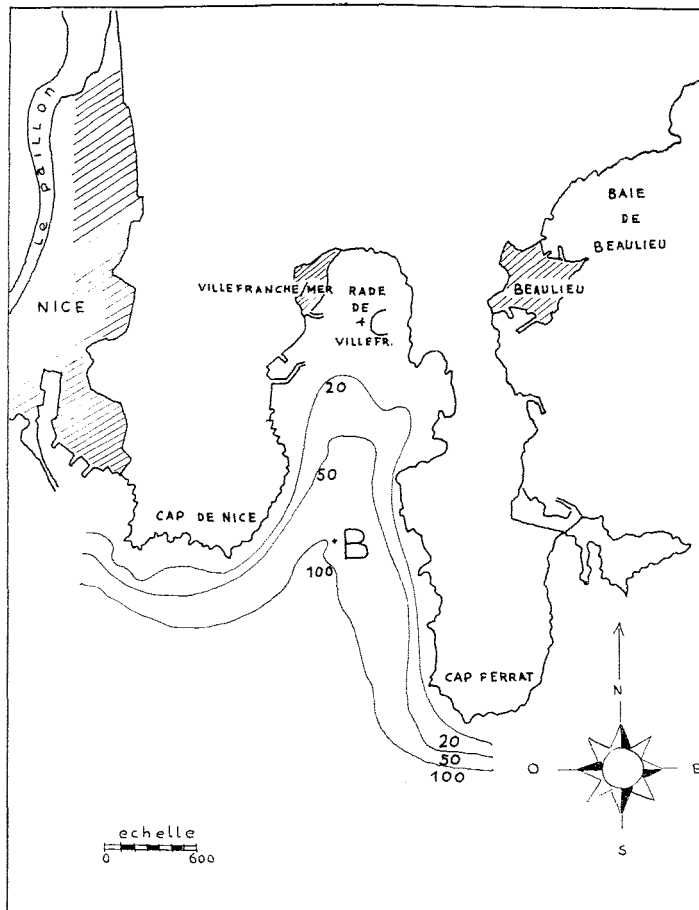 Le PAILLON
NICE
VILLEFRANCHE/MER
RADE
DE
+ C
VILLEFR.
BAIE
DE
BEAULIEU
BEAULIEU
20
50
CAP DE NICE
B
100
CAP FERRAT
20
50
100
N
O
E
S
echelle
0 600